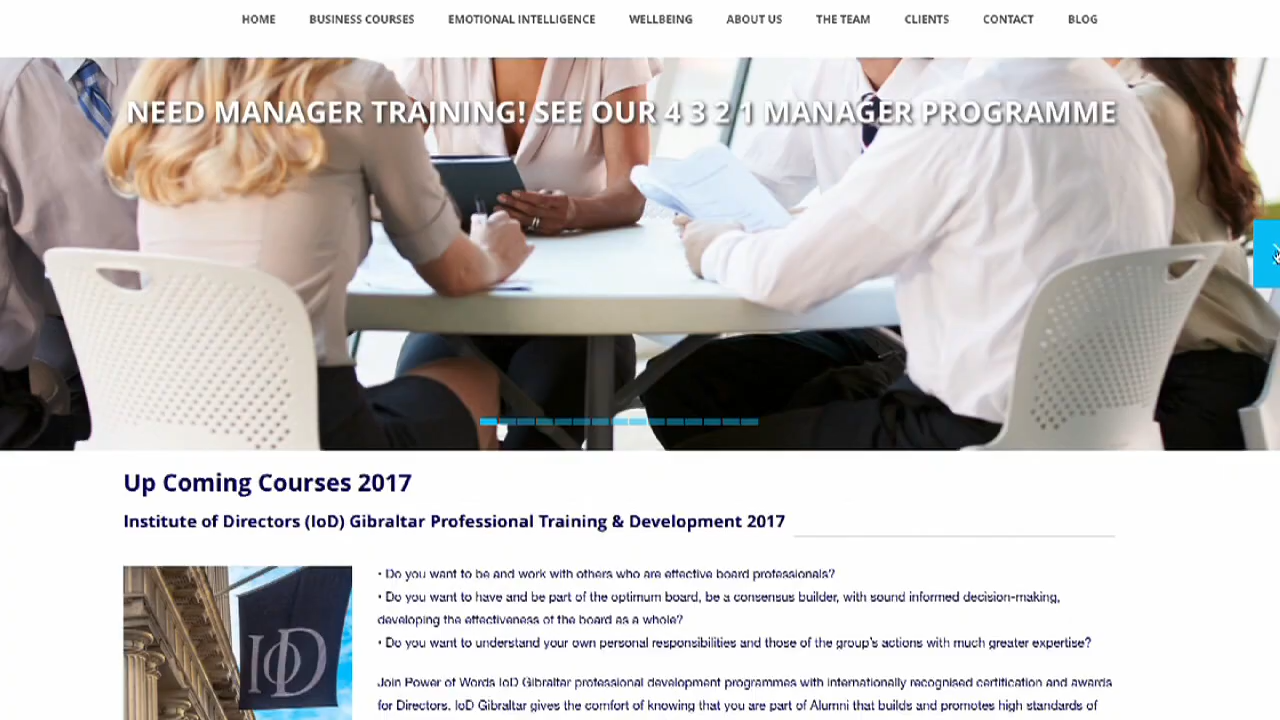 HOME BUSINESS COURSES EMOTIONAL INTELLIGENCE WELLBEING ABOUT US THE TEAM CLIENTS CONTACT BLOG
NEED MANAGER TRAINING! SEE OUR 4 3 2 1 MANAGER PROGRAMME
Up Coming Courses 2017
Institute of Directors (IoD) Gibraltar Professional Training & Development 2017
• Do you want to be and work with others who are effective board professionals?
• Do you want to have and be part of the optimum board, be a consensus builder, with sound informed decision-making,
developing the effectiveness of the board as a whole?
• Do you want to understand your own personal responsibilities and those of the group's actions with much greater expertise?
IoD
Join Power of Words IoD Gibraltar professional development programmes with internationally recognised certification and awards
for Directors. IoD Gibraltar gives the comfort of knowing that you are part of Alumni that builds and promotes high standards of